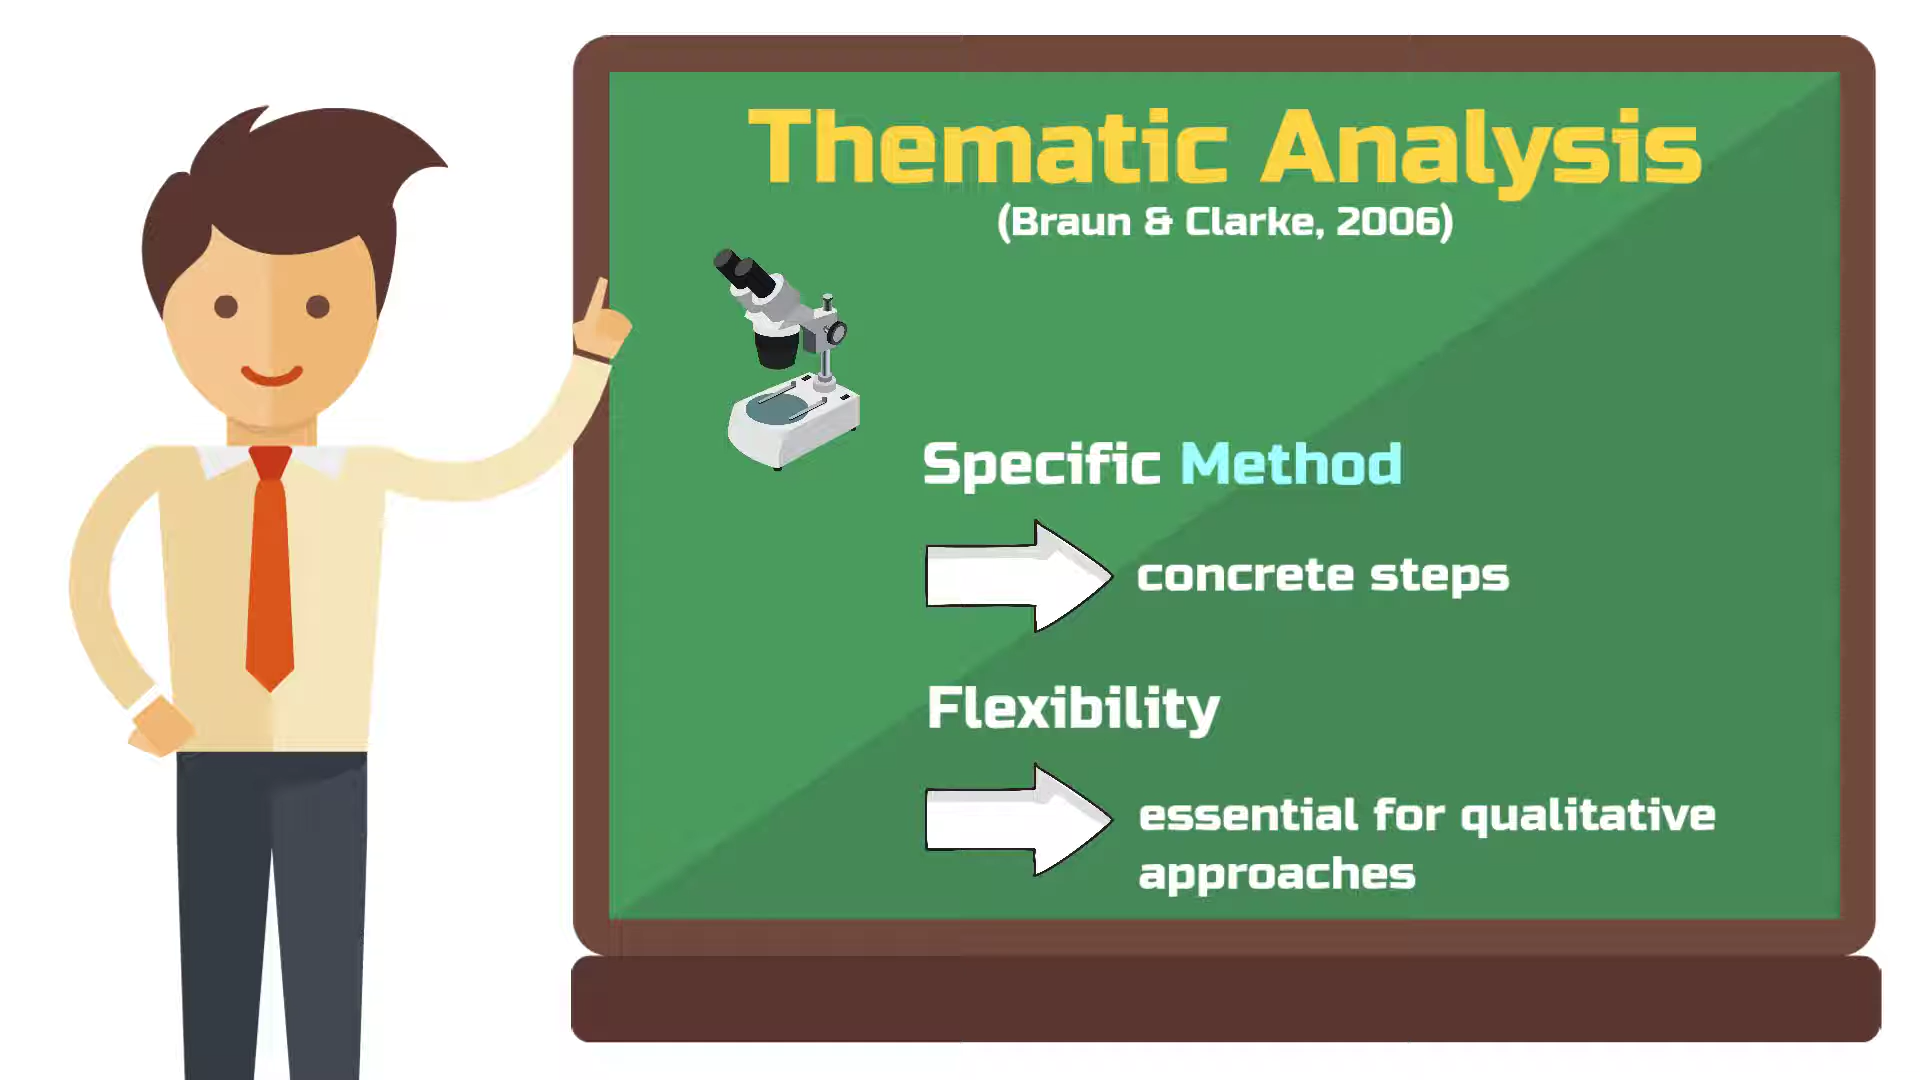 Thematic Analysis
(Braun & Clarke, 2006)
Specific Method
concrete steps
Flexibility
essential for qualitative
approaches